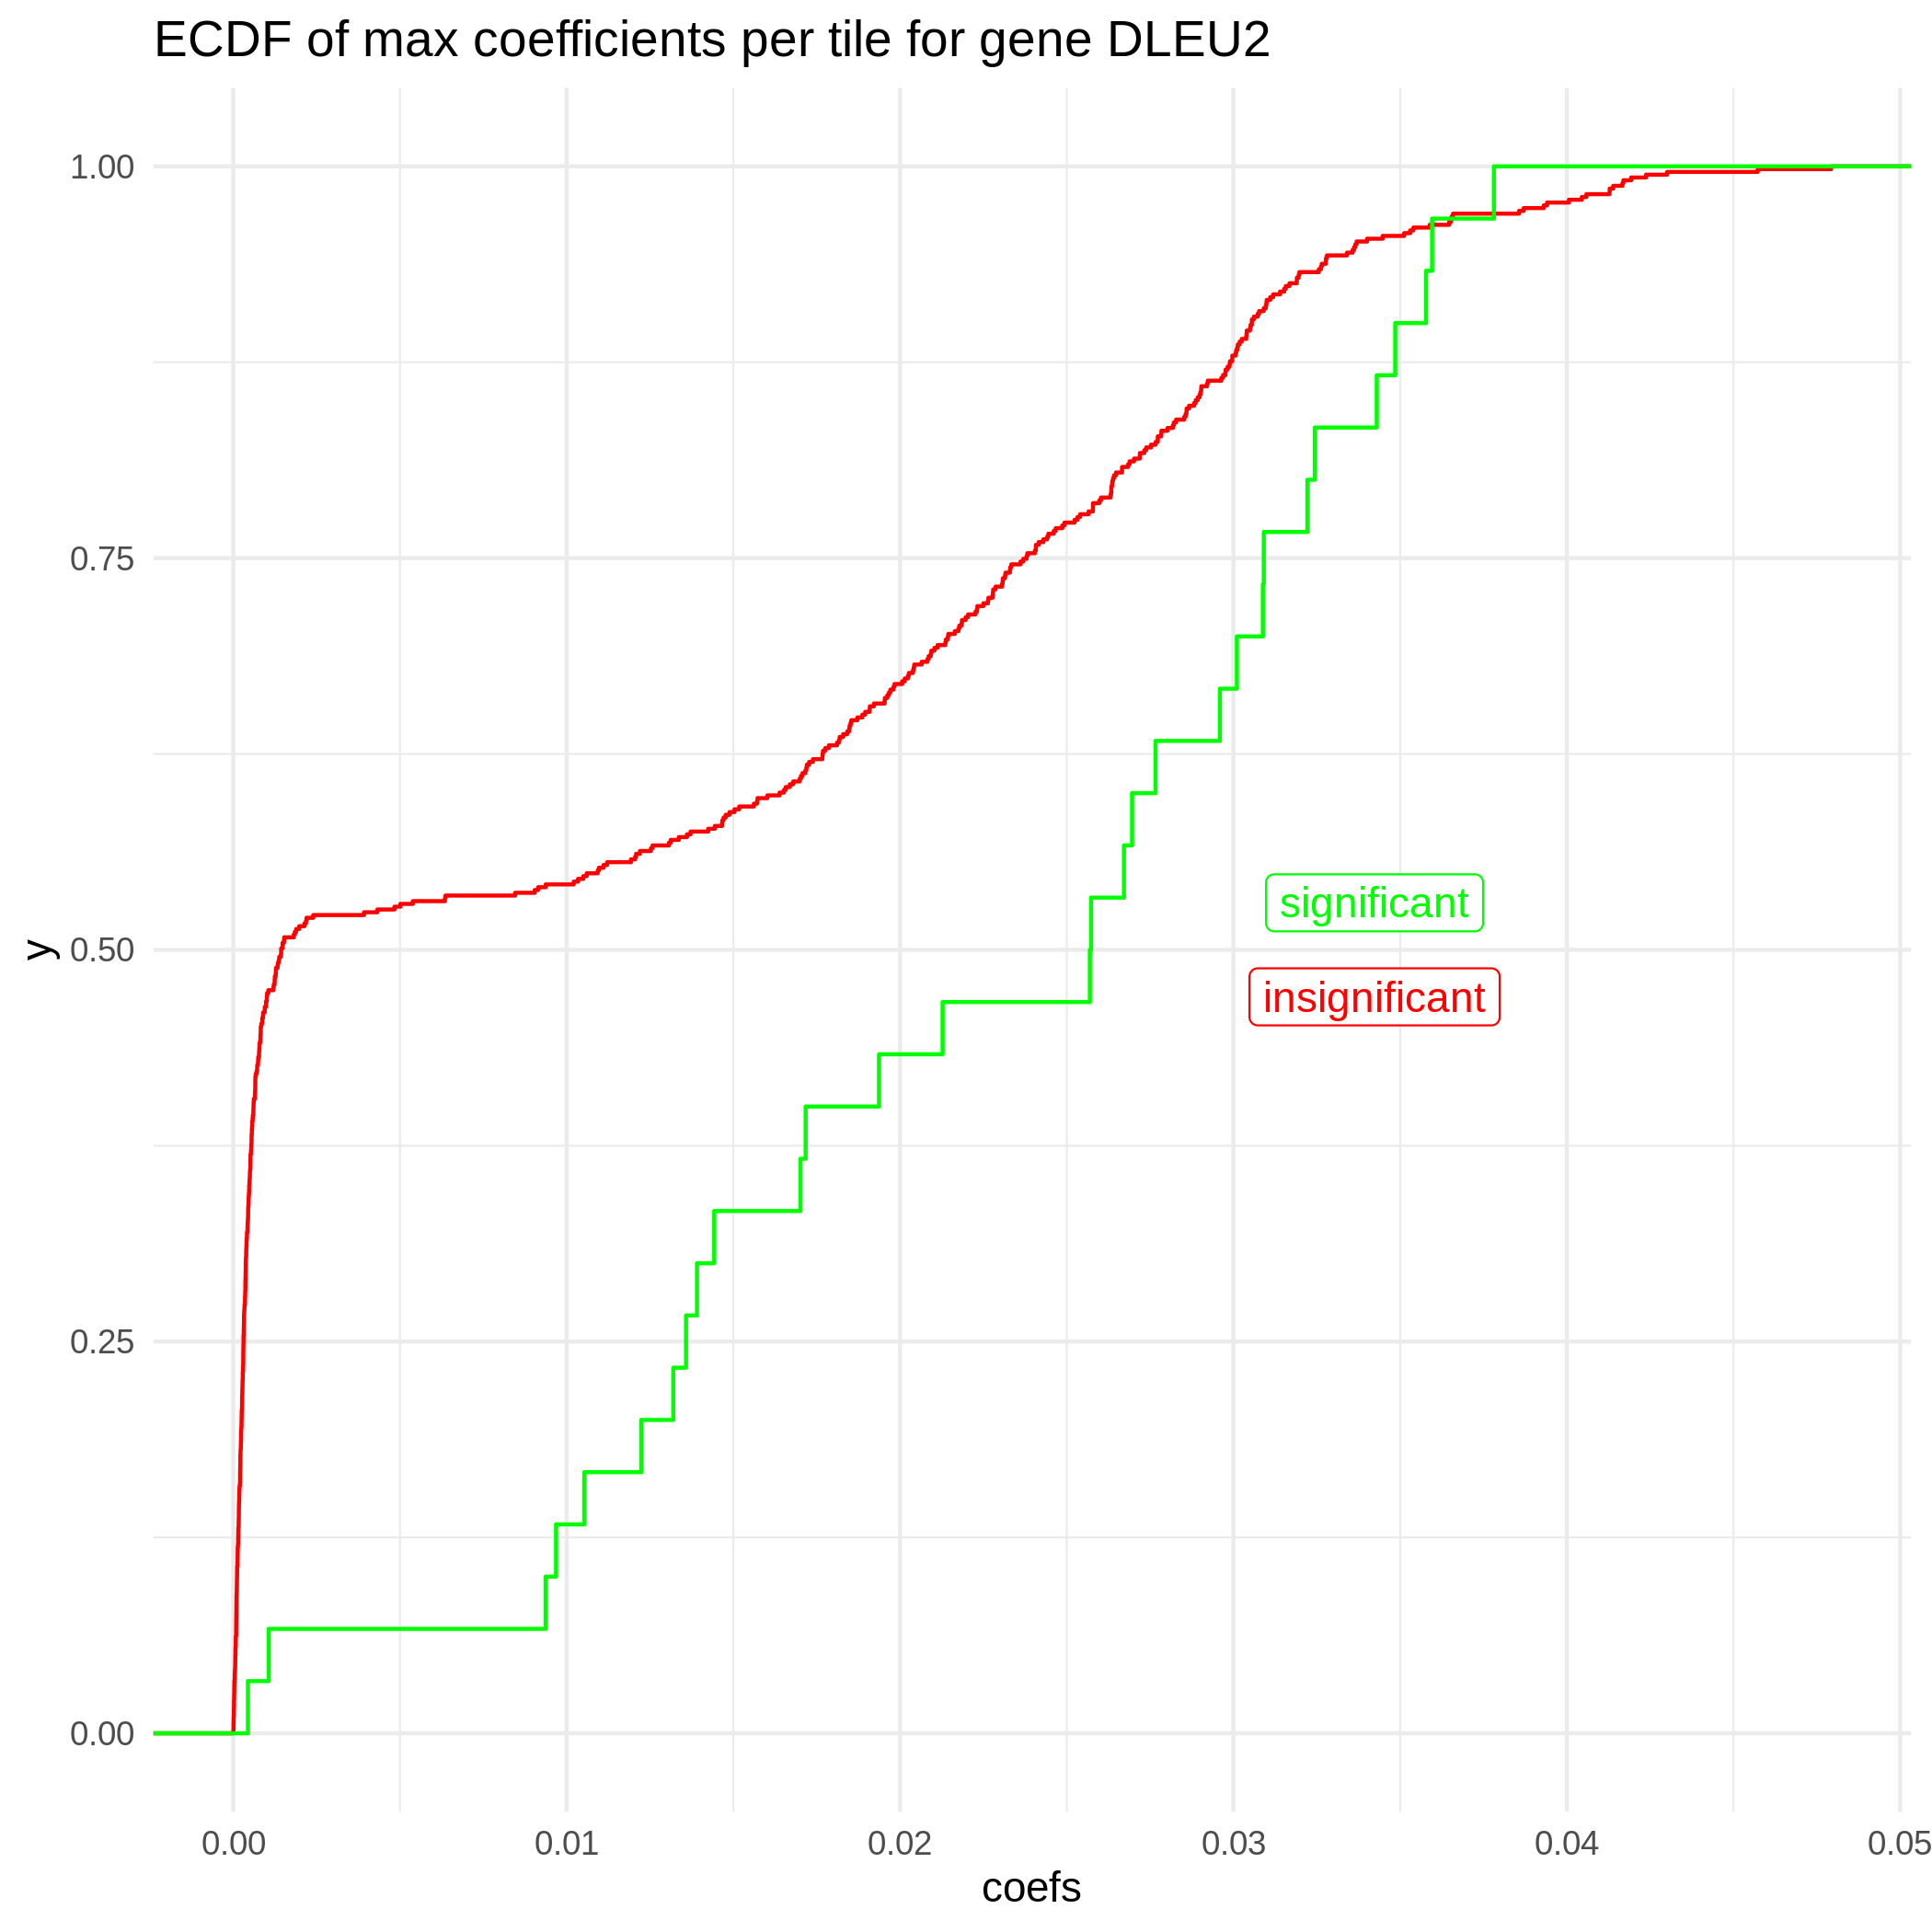 ECDF of max coefficients per tile for gene DLEU2
1.00
0.75
0.50
0.25
0.00
y
significant
insignificant
0.00 0.01 0.02 0.03 0.04 0.05
coefs